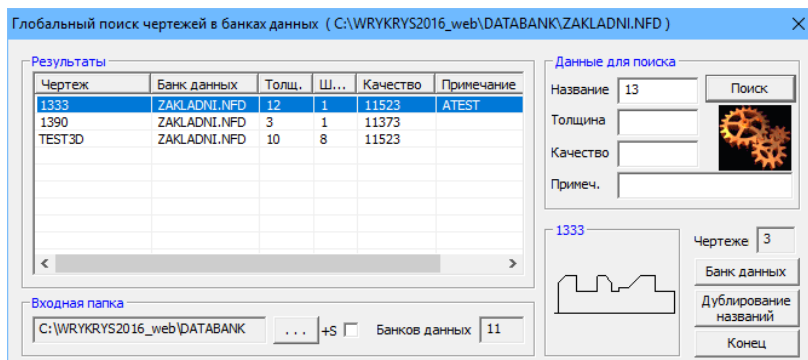 Глобальный поиск чертежей в банках данных ( C:\WRYKRYS2016_web\DATABANK\ZAKLADNI.NFD )
Результаты
Чертеж Банк данных Толщ. Ш... Качество Примечание
1333 ZAKLADNI.NFD 12 1 11523 ATEST
1390 ZAKLADNI.NFD 3 1 11373
TEST3D ZAKLADNI.NFD 10 8 11523
Входная папка
C:\WRYKRYS2016_web\DATABANK ... +S Банков данных 11
Данные для поиска
Название 13 Поиск
Толщина
Качество
Примеч.
1333
Чертеже 3
Банк данных
Дублирование
названий
Конец